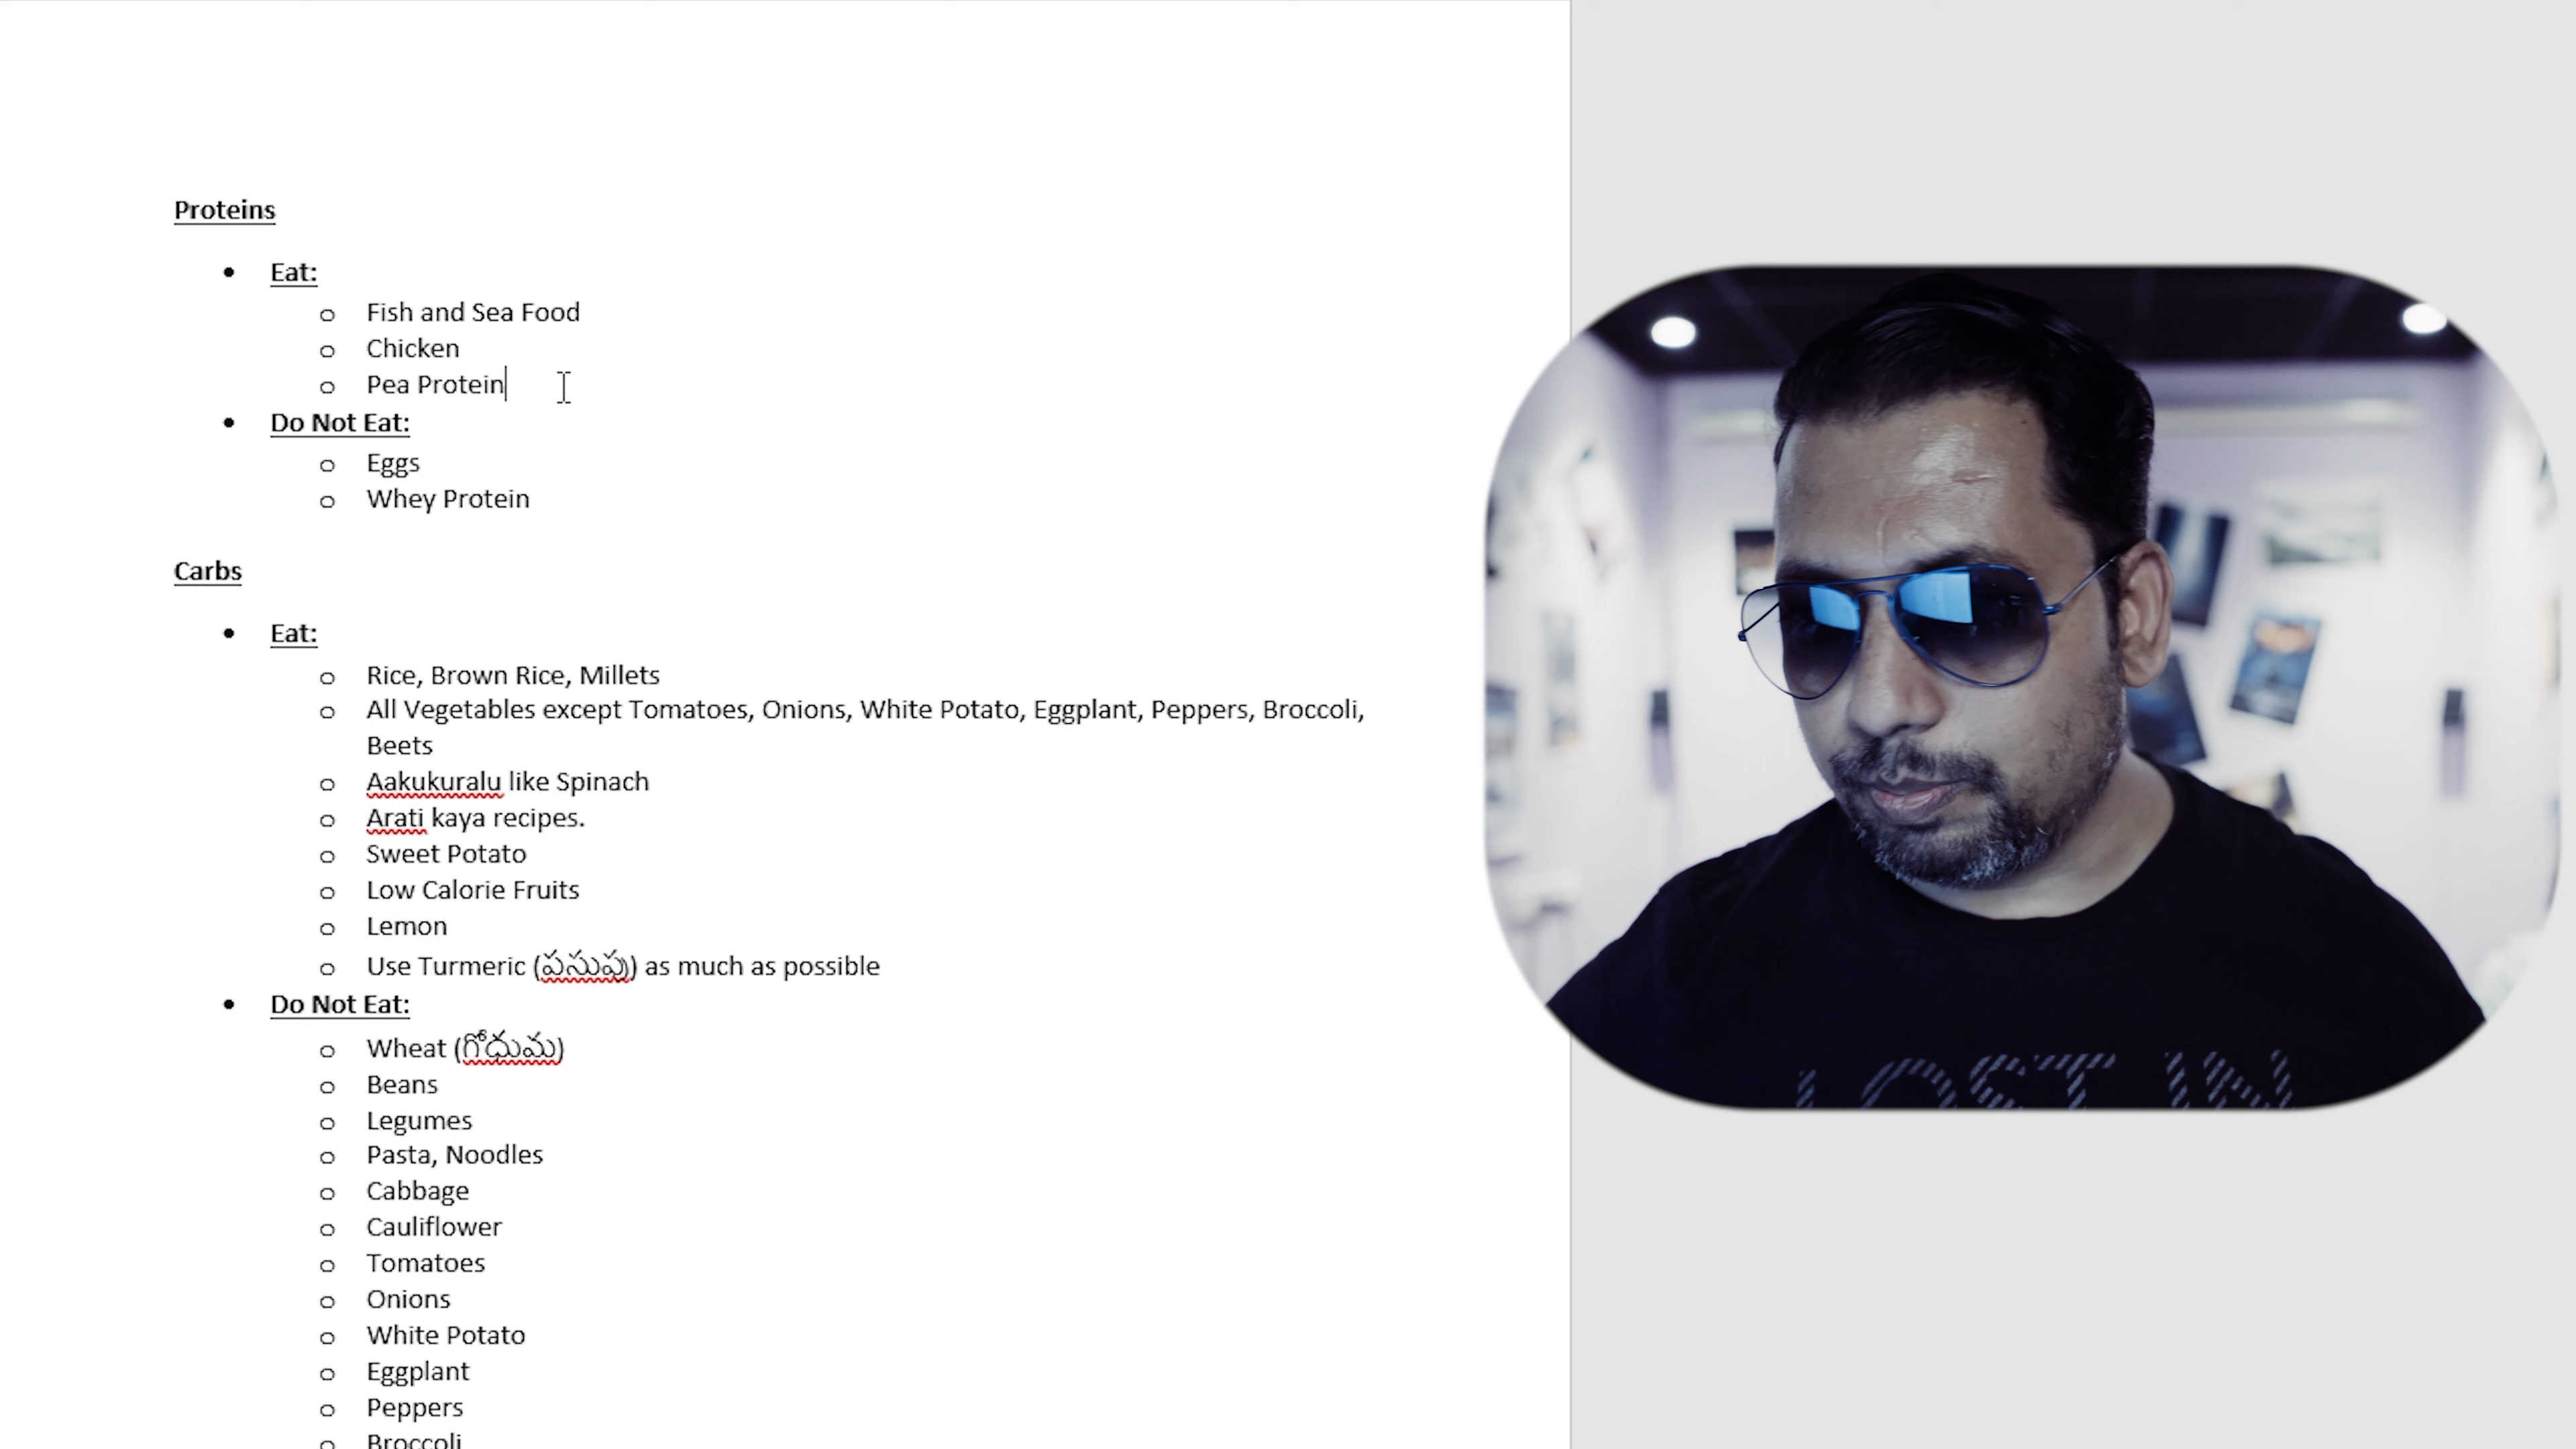 Proteins
Eat:
Fish and Sea Food
Chicken
Pea Protein
Do Not Eat:
Eggs
Whey Protein
Carbs
Eat:
Rice, Brown Rice, Millets
All Vegetables except Tomatoes, Onions, White Potato, Eggplant, Peppers, Broccoli,
Beets
Aakukuralu like Spinach
Arati kaya recipes.
Sweet Potato
Low Calorie Fruits
Lemon
Use Turmeric (పసుపు) as much as possible
Do Not Eat:
Wheat (గోధుమ)
Beans
Legumes
Pasta, Noodles
Cabbage
Cauliflower
Tomatoes
Onions
White Potato
Eggplant
Peppers
Broccoli
LOST IN